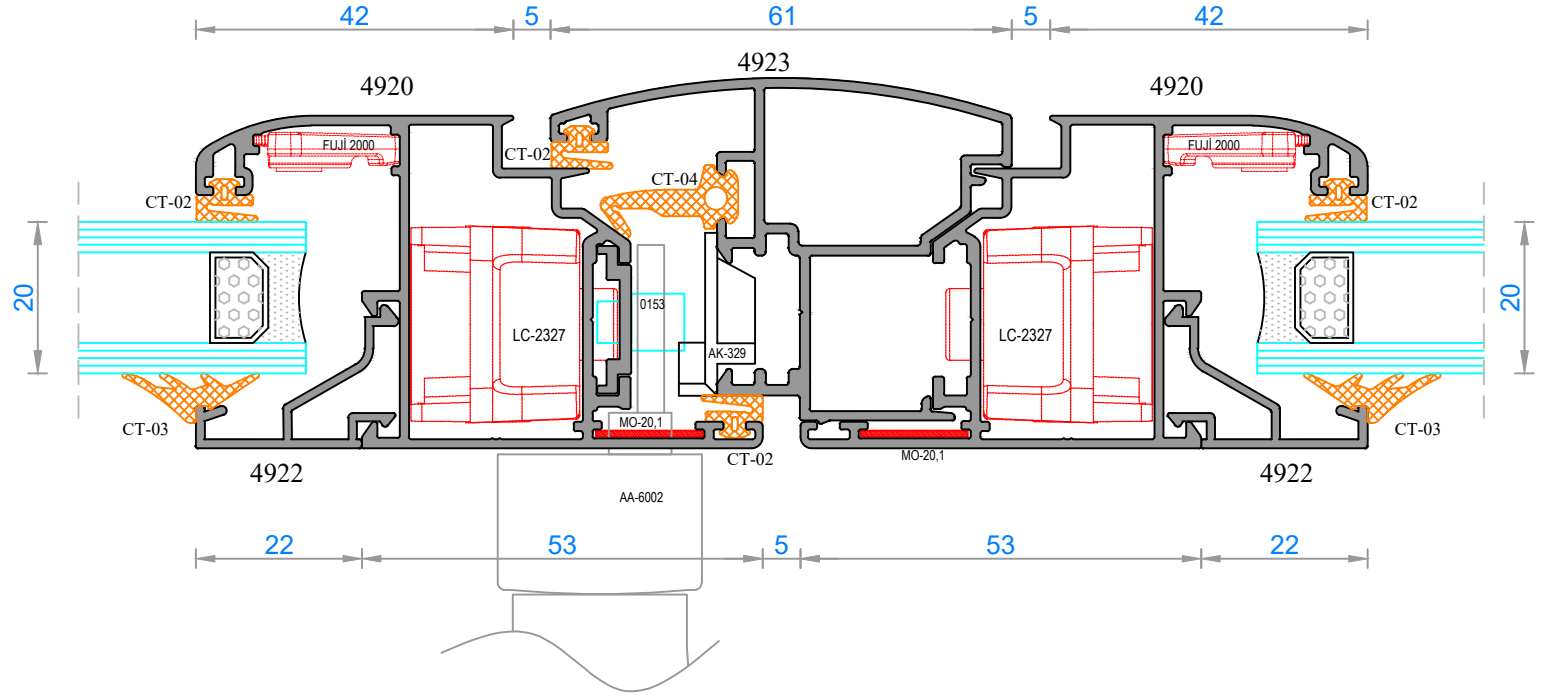 42 5 61 5 42
4923
4920 4920
FUJİ 2000 FUJİ 2000
CT-02
CT-04
CT-02 CT-02
20 20
0153
LC-2327 LC-2327
AK-329
MO-20,1
CT-03 CT-03
CT-02 MO-20,1
4922 4922
AA-6002
22 53 5 53 22